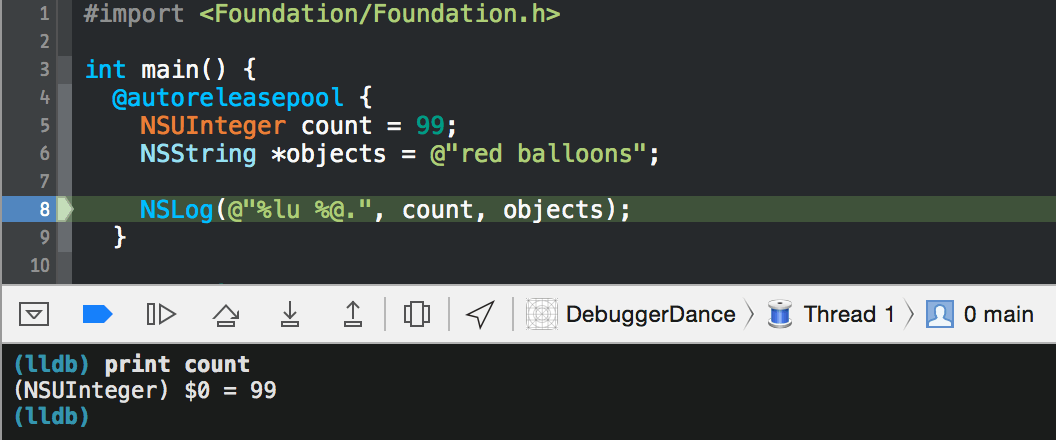 1 #import <Foundation/Foundation.h>
2
3 int main() {
4   @autoreleasepool {
5     NSUInteger count = 99;
6     NSString *objects = @"red balloons";
7
8     NSLog(@"%lu %@.", count, objects);
9   }
10
DebuggerDance Thread 1 0 main
(lldb) print count
(NSUInteger) $0 = 99
(lldb)